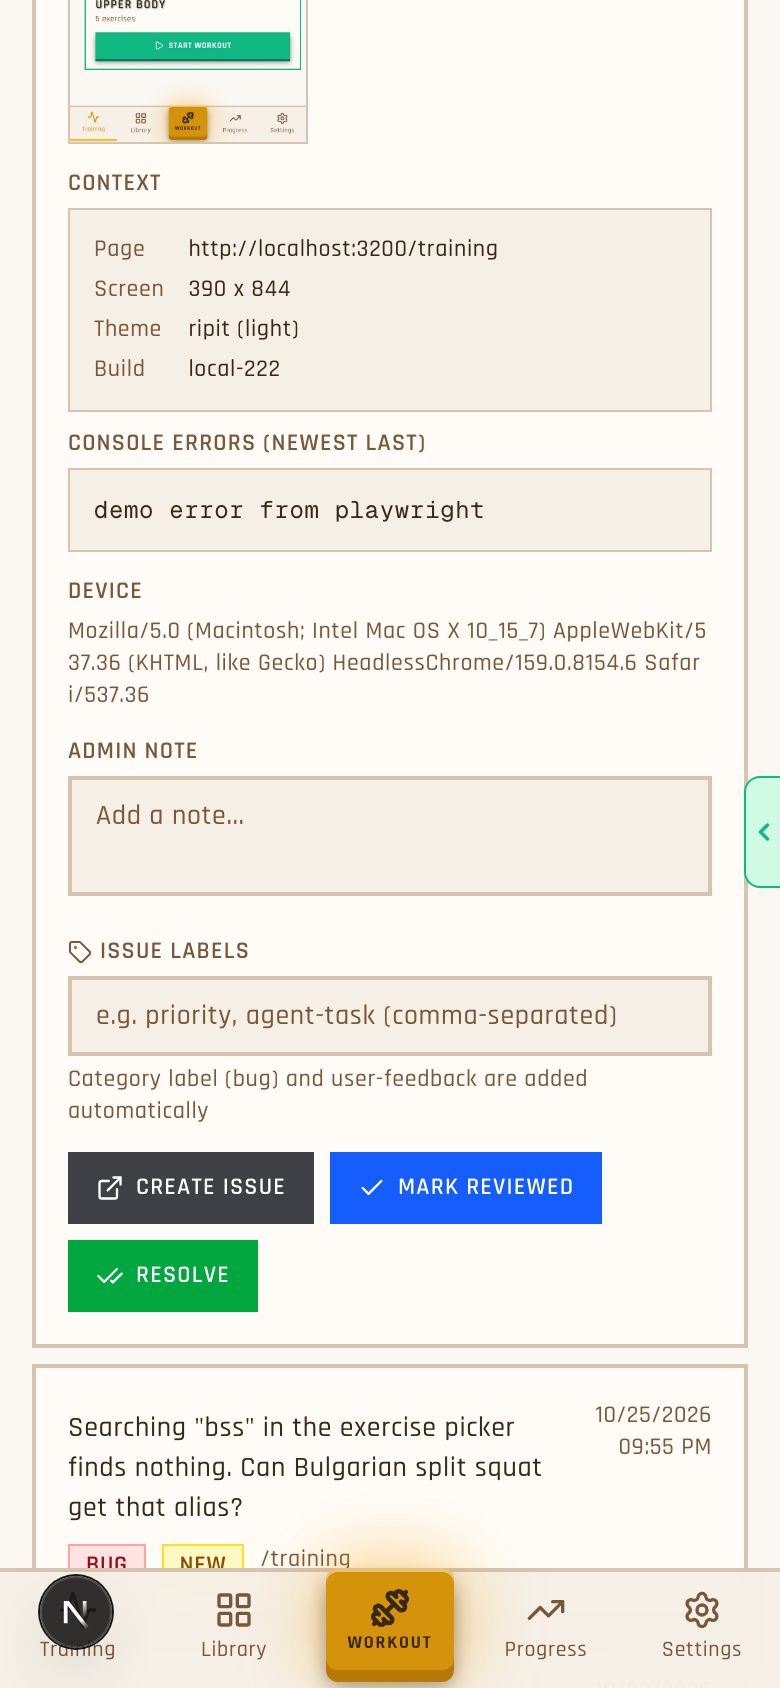 UPPER BODY
5 exercises
START WORKOUT
Training Library WORKOUT Progress Settings
CONTEXT
Page http://localhost:3200/training
Screen 390 x 844
Theme ripit (light)
Build local-222
CONSOLE ERRORS (NEWEST LAST)
demo error from playwright
DEVICE
Mozilla/5.0 (Macintosh; Intel Mac OS X 10_15_7) AppleWebKit/5
37.36 (KHTML, like Gecko) HeadlessChrome/159.0.8154.6 Safar
i/537.36
ADMIN NOTE
Add a note...
ISSUE LABELS
e.g. priority, agent-task (comma-separated)
Category label (bug) and user-feedback are added
automatically
CREATE ISSUE
MARK REVIEWED
RESOLVE
Searching "bss" in the exercise picker
finds nothing. Can Bulgarian split squat
get that alias?
10/25/2026
09:55 PM
BUG NEW /training
N
Training Library WORKOUT Progress Settings